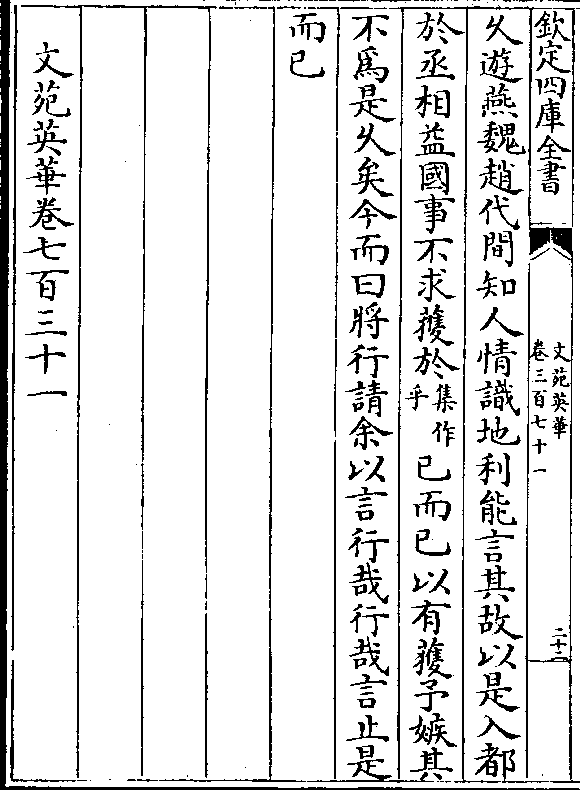 欽定四庫全書
文苑英華
卷三百七十一
二十二
久遊燕魏趙代間知人情識地利能言其故以是入都
於丞相益國事不求獲於集作乎已而已以有獲予嫉其
不爲是久矣今而曰將行請余以言行哉行哉言止是
而已
文苑英華卷七百三十一